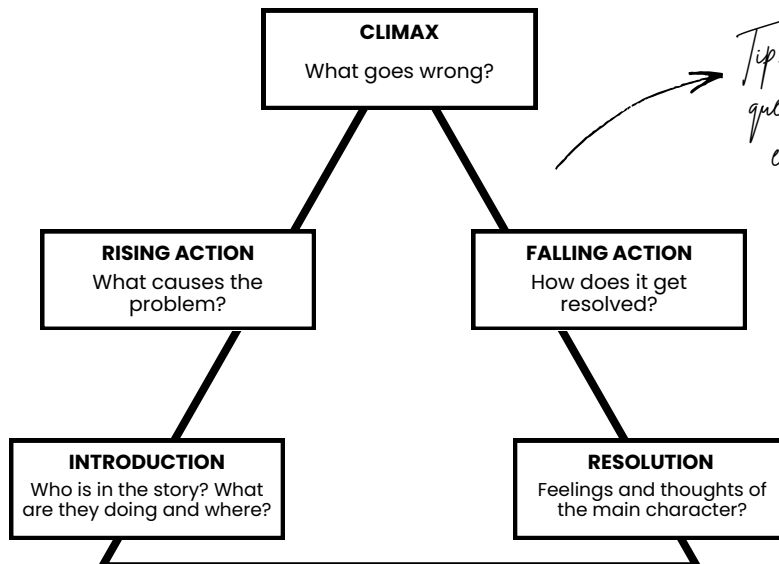 CLIMAX
What goes wrong?
Tip
RISING ACTION
What causes the
problem?
FALLING ACTION
How does it get
resolved?
INTRODUCTION
Who is in the story? What
are they doing and where?
RESOLUTION
Feelings and thoughts of
the main character?